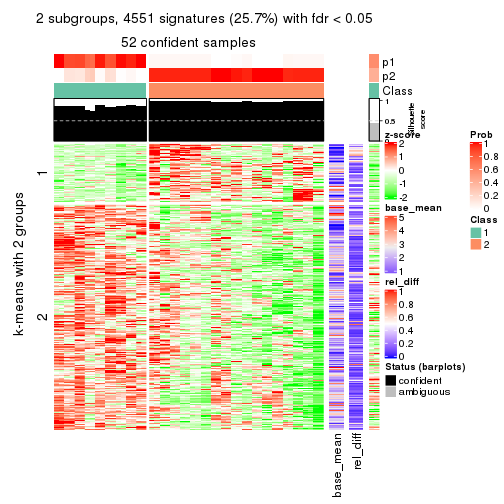 2 subgroups, 4551 signatures (25.7%) with fdr < 0.05
52 confident samples
p1
p2
Class
1
0.5
0
Silhouette
score
k-means with 2 groups
1
2
base_mean
rel_diff
z-score
2
1
0
-1
-2
base_mean
5
4
3
2
1
rel_diff
1
0.8
0.6
0.4
0.2
0
Status (barplots)
confident
ambiguous
Prob
1
0.8
0.6
0.4
0.2
0
Class
1
2